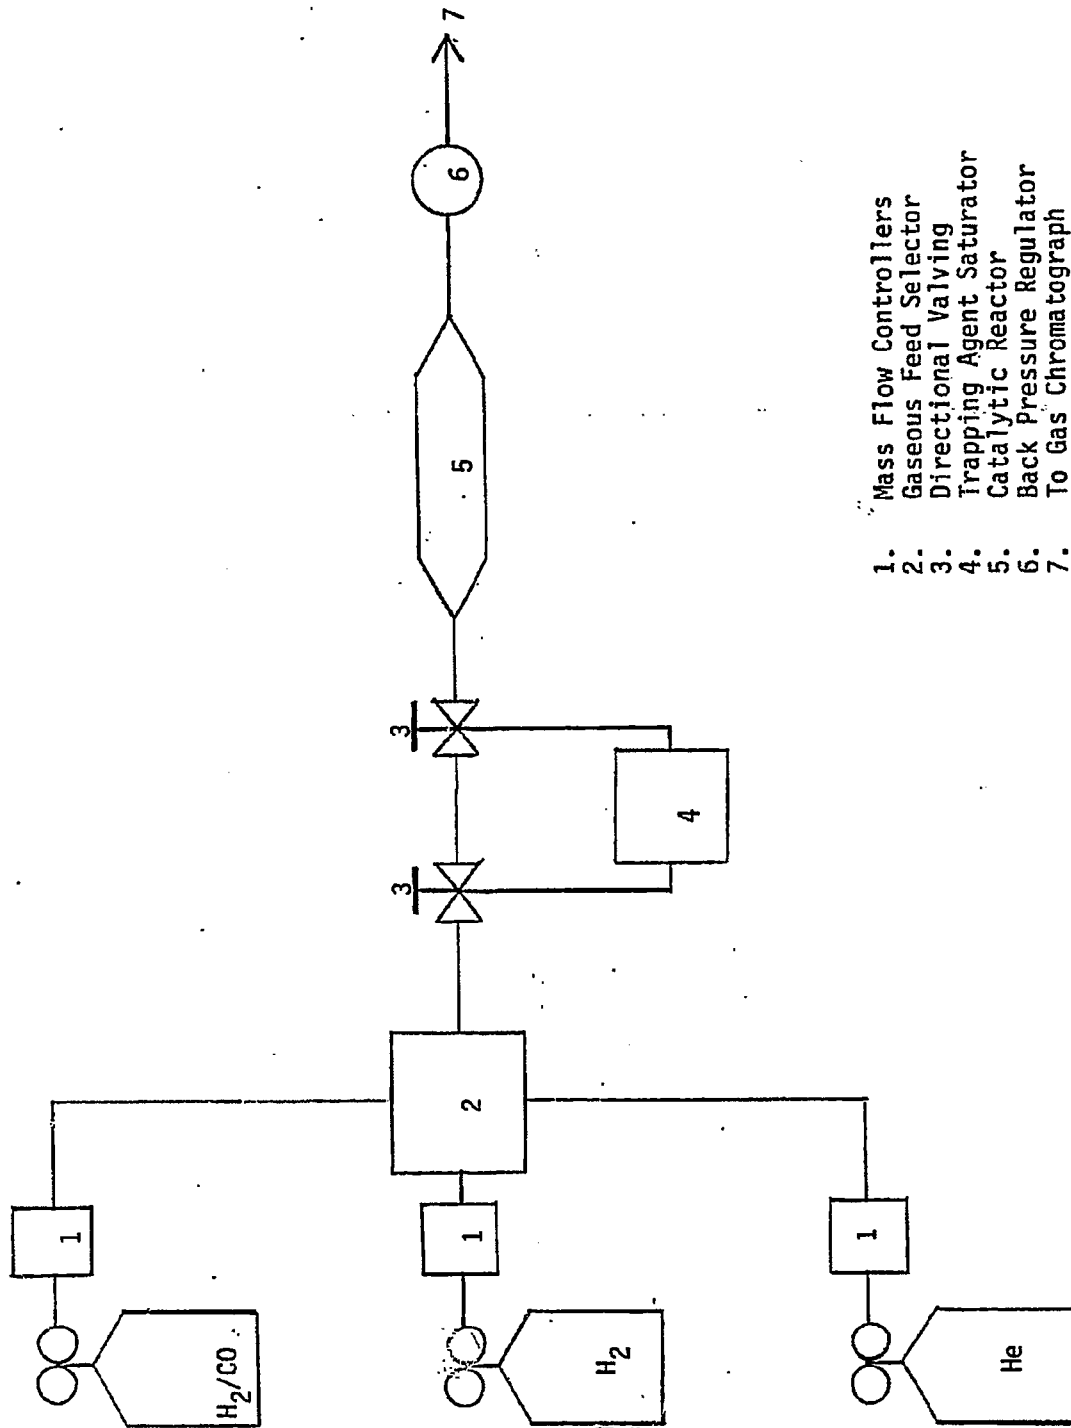 H2/CO
1
H2
1
He
1
2
3
3
4
5
6
7
1. Mass Flow Controllers
2. Gaseous Feed Selector
3. Directional Valving
4. Trapping Agent Saturator
5. Catalytic Reactor
6. Back Pressure Regulator
7. To Gas Chromatograph